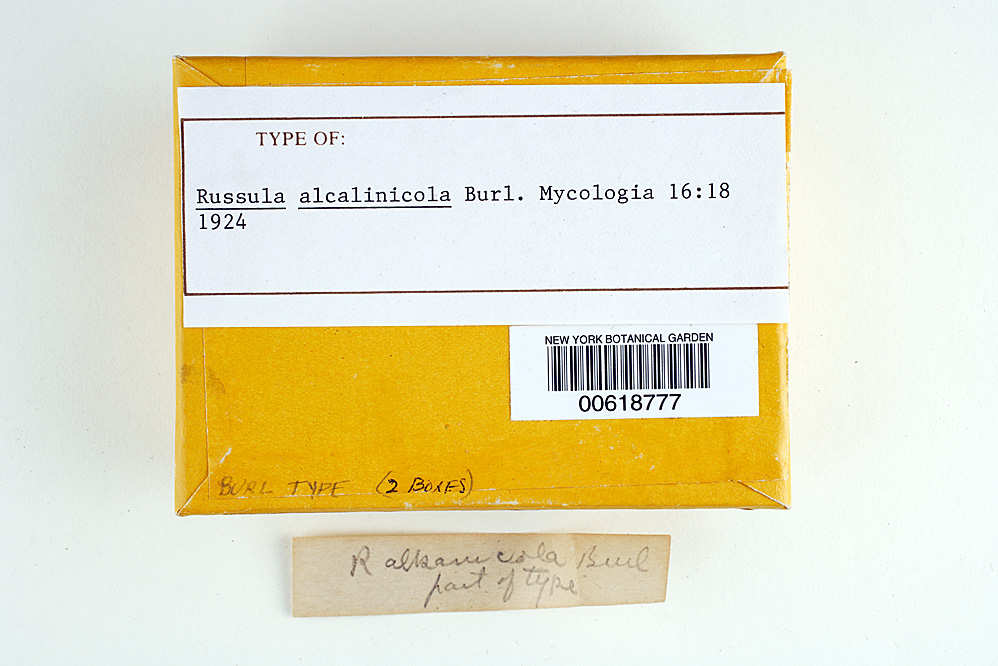 TYPE OF:
Russula alcalinicola Burl. Mycologia 16:18
1924
NEW YORK BOTANICAL GARDEN
00618777
BURL TYPE (2 BOXES)
R alkanicola Burl
part of type